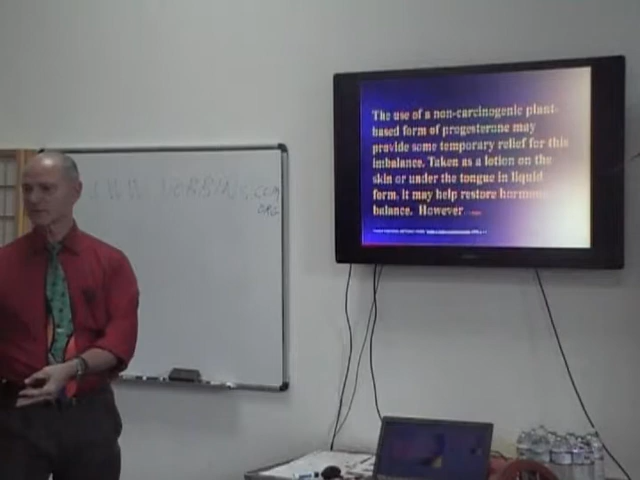 The use of a non-carcinogenic plant-
based form of progesterone may
provide some temporary relief for this
imbalance. Taken as a lotion on the
skin or under the tongue in liquid
form, it may help restore hormone
balance. However
.com
ORG